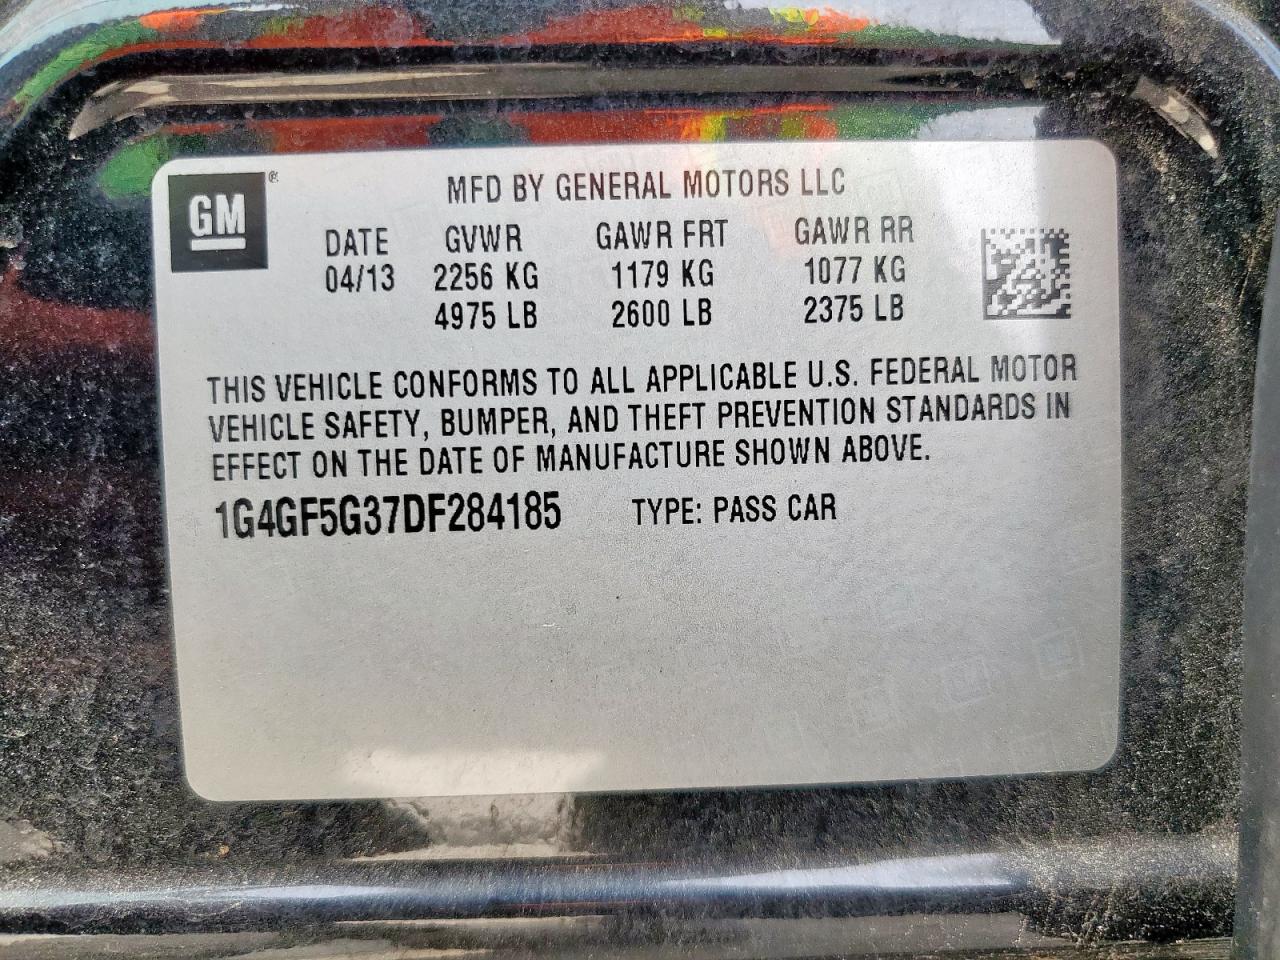 GM ®
MFD BY GENERAL MOTORS LLC
DATE GVWR GAWR FRT GAWR RR
04/13 2256 KG 1179 KG 1077 KG
4975 LB 2600 LB 2375 LB
THIS VEHICLE CONFORMS TO ALL APPLICABLE U.S. FEDERAL MOTOR
VEHICLE SAFETY, BUMPER, AND THEFT PREVENTION STANDARDS IN
EFFECT ON THE DATE OF MANUFACTURE SHOWN ABOVE.
1G4GF5G37DF284185 TYPE: PASS CAR